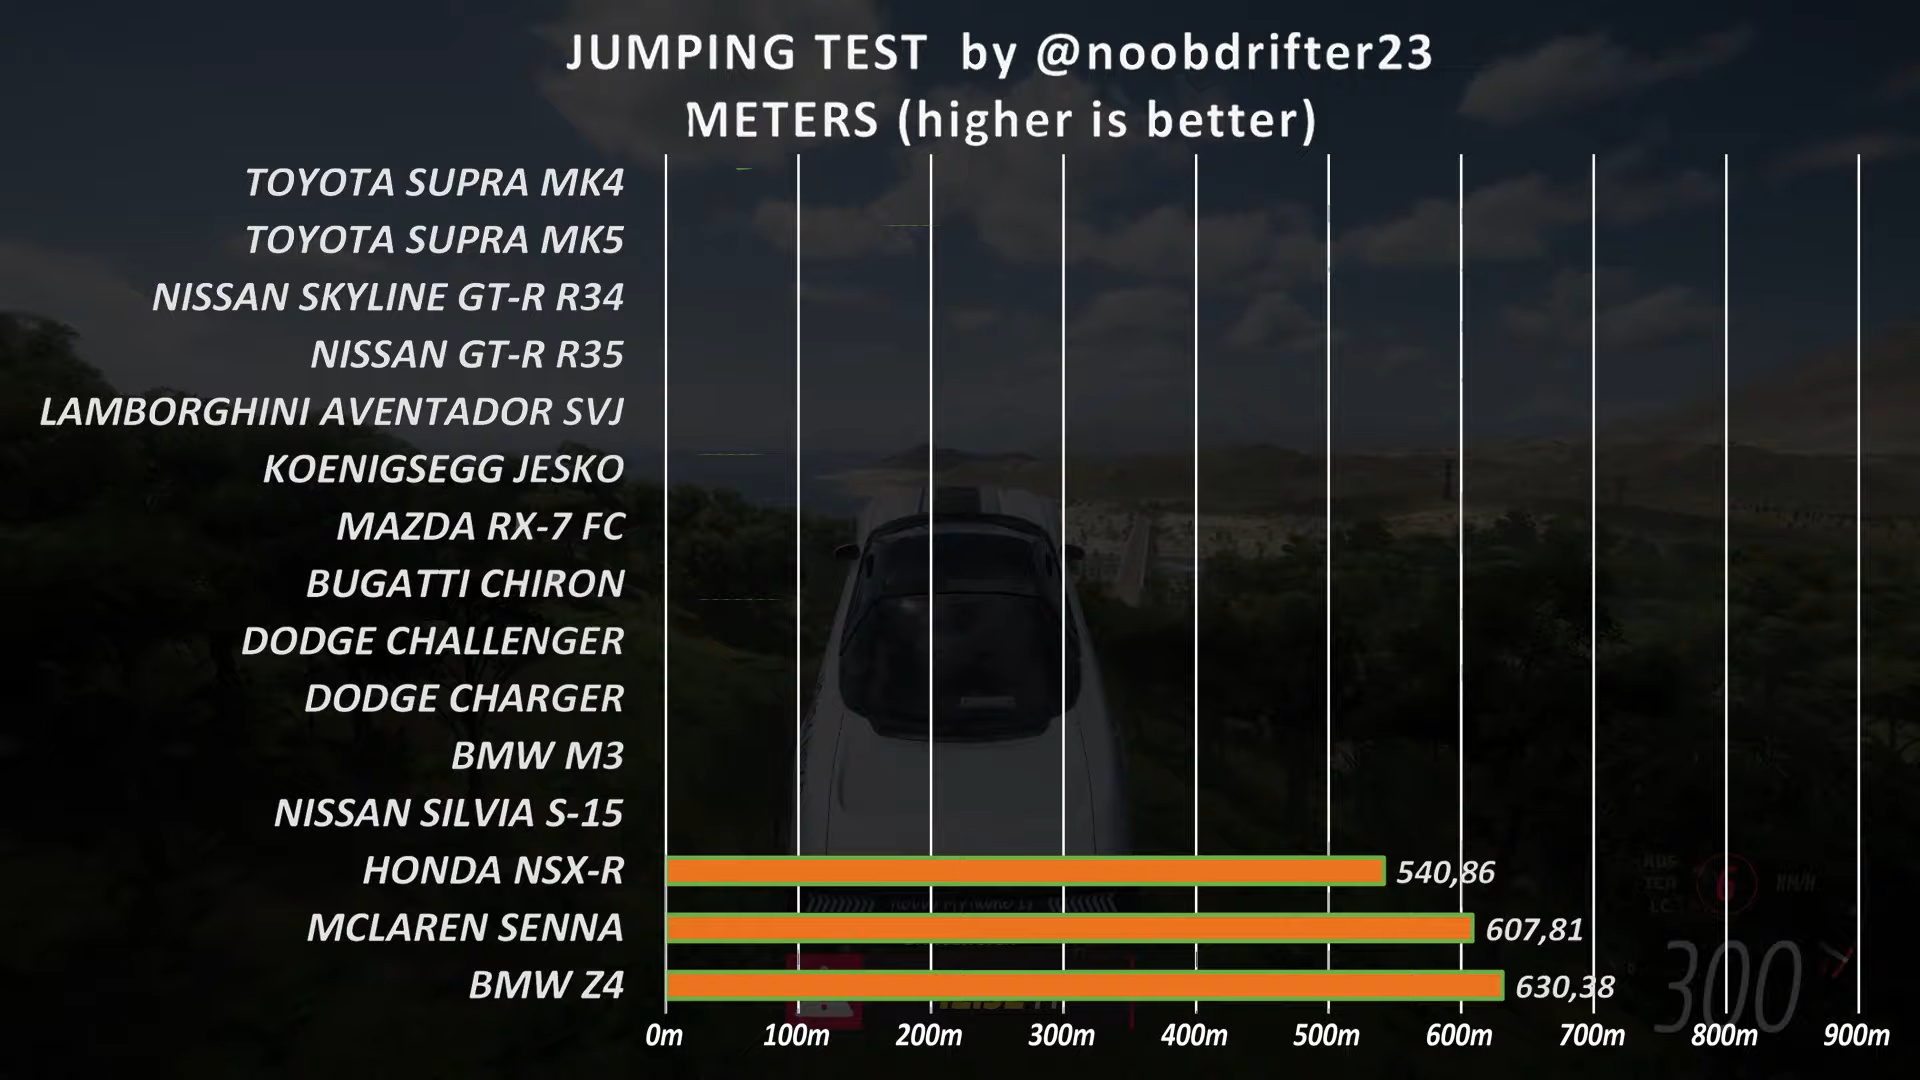 JUMPING TEST by @noobdrifter23
METERS (higher is better)
TOYOTA SUPRA MK4
TOYOTA SUPRA MK5
NISSAN SKYLINE GT-R R34
NISSAN GT-R R35
LAMBORGHINI AVENTADOR SVJ
KOENIGSEGG JESKO
MAZDA RX-7 FC
BUGATTI CHIRON
DODGE CHALLENGER
DODGE CHARGER
BMW M3
NISSAN SILVIA S-15
HONDA NSX-R 540,86
MCLAREN SENNA 607,81
BMW Z4 630,38
0m 100m 200m 300m 400m 500m 600m 700m 800m 900m
6 KM/H
300